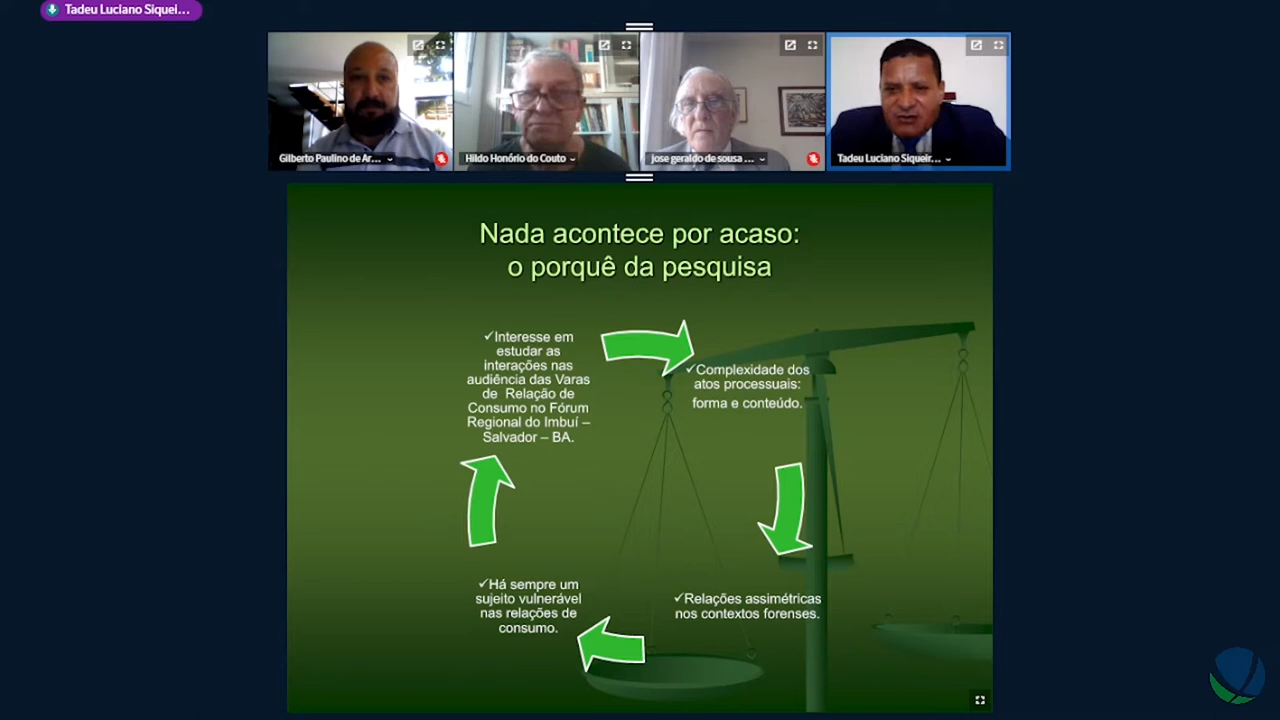 Tadeu Luciano Siquei...
Gilberto Paulino de Ar...
Hildo Honório do Couto
jose geraldo de sousa ...
Tadeu Luciano Siqueir...
Nada acontece por acaso:
o porquê da pesquisa
✓Interesse em
estudar as
interações nas
audiência das Varas
de Relação de
Consumo no Fórum
Regional do Imbuí –
Salvador – BA.
✓Complexidade dos
atos processuais:
forma e conteúdo.
✓Relações assimétricas
nos contextos forenses.
✓Há sempre um
sujeito vulnerável
nas relações de
consumo.